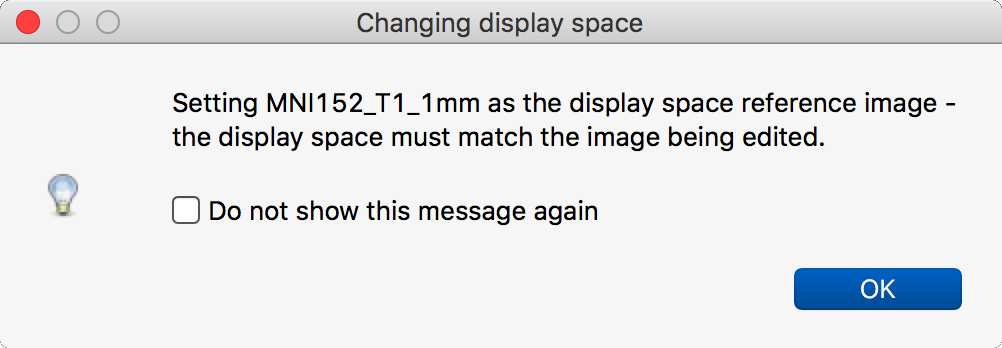 Changing display space
Setting MNI152_T1_1mm as the display space reference image -
the display space must match the image being edited.
Do not show this message again
OK